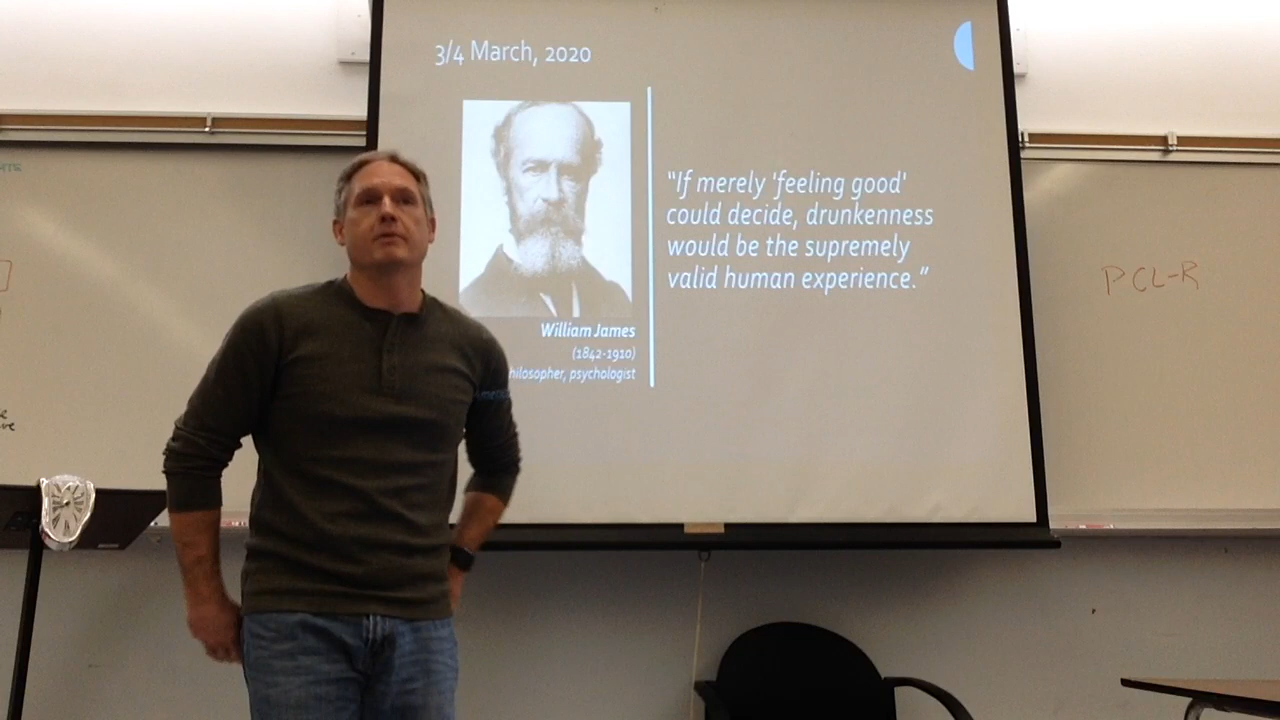 3/4 March, 2020
"If merely 'feeling good'
could decide, drunkenness
would be the supremely
valid human experience."
William James
(1842-1910)
psychologist
PCL-R